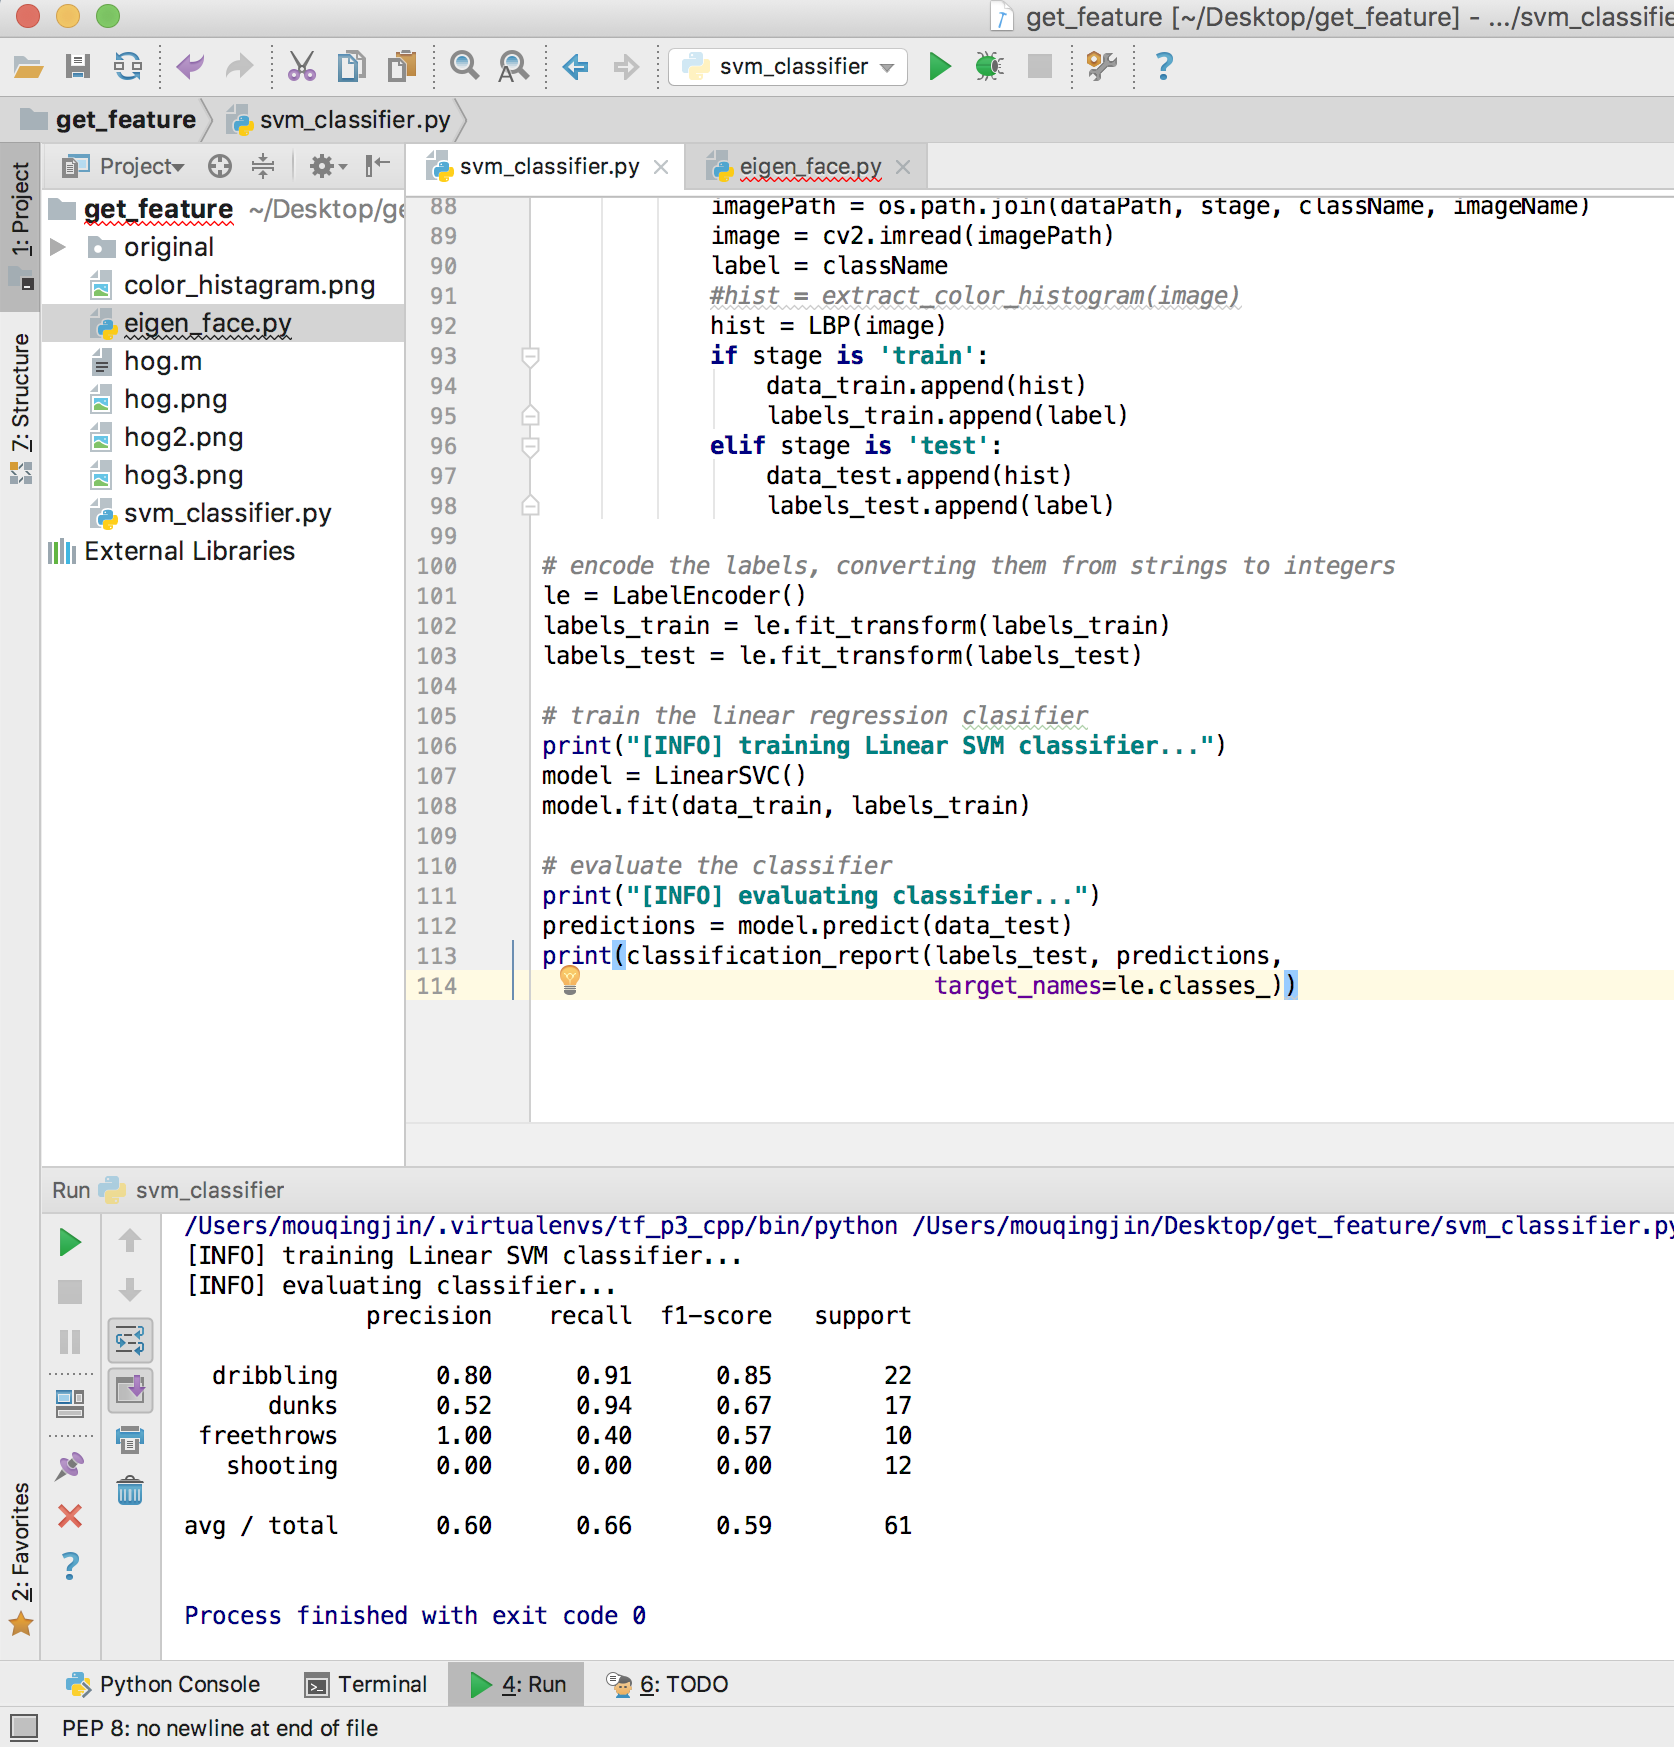 get_feature [~/Desktop/get_feature] - .../svm_classifie
svm_classifier
get_feature
svm_classifier.py
1: Project
7: Structure
2: Favorites
Project
svm_classifier.py
eigen_face.py
get_feature ~/Desktop/ge
original
color_histagram.png
eigen_face.py
hog.m
hog.png
hog2.png
hog3.png
svm_classifier.py
External Libraries
88 imagePath = os.path.join(dataPath, stage, className, imageName)
89 image = cv2.imread(imagePath)
90 label = className
91 #hist = extract_color_histogram(image)
92 hist = LBP(image)
93 if stage is 'train':
94 data_train.append(hist)
95 labels_train.append(label)
96 elif stage is 'test':
97 data_test.append(hist)
98 labels_test.append(label)
99
100 # encode the labels, converting them from strings to integers
101 le = LabelEncoder()
102 labels_train = le.fit_transform(labels_train)
103 labels_test = le.fit_transform(labels_test)
104
105 # train the linear regression clasifier
106 print("[INFO] training Linear SVM classifier...")
107 model = LinearSVC()
108 model.fit(data_train, labels_train)
109
110 # evaluate the classifier
111 print("[INFO] evaluating classifier...")
112 predictions = model.predict(data_test)
113 print(classification_report(labels_test, predictions,
114 target_names=le.classes_))
Run svm_classifier
/Users/mouqingjin/.virtualenvs/tf_p3_cpp/bin/python /Users/mouqingjin/Desktop/get_feature/svm_classifier.py
[INFO] training Linear SVM classifier...
[INFO] evaluating classifier...
precision recall f1-score support
dribbling 0.80 0.91 0.85 22
dunks 0.52 0.94 0.67 17
freethrows 1.00 0.40 0.57 10
shooting 0.00 0.00 0.00 12
avg / total 0.60 0.66 0.59 61
Process finished with exit code 0
Python Console
Terminal
4: Run
6: TODO
PEP 8: no newline at end of file